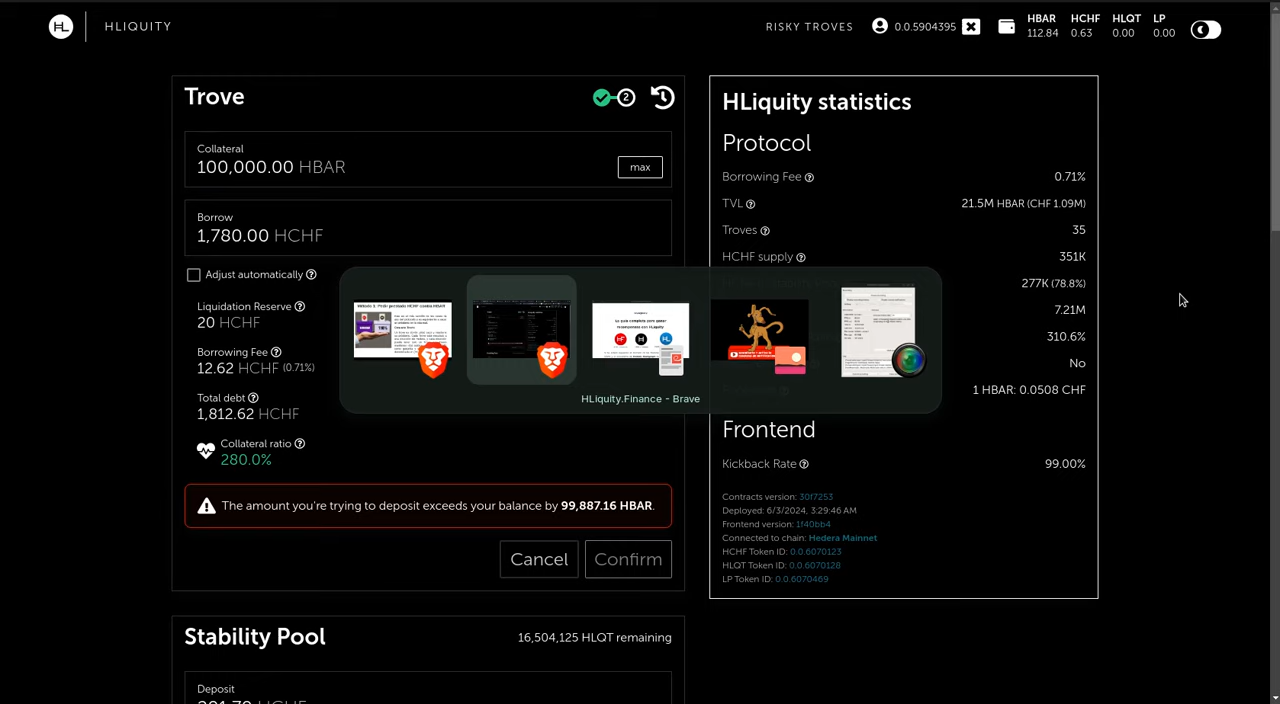 HL HLIQUITY
RISKY TROVES
0.0.5904395
HBAR HCHF HLQT LP
112.84 0.63 0.00 0.00
Trove
2
Collateral
100,000.00 HBAR
max
Borrow
1,780.00 HCHF
Adjust automatically
Liquidation Reserve
20 HCHF
Borrowing Fee
12.62 HCHF (0.71%)
Total debt
1,812.62 HCHF
Collateral ratio
280.0%
The amount you're trying to deposit exceeds your balance by 99,887.16 HBAR.
Cancel Confirm
Stability Pool
16,504,125 HLQT remaining
Deposit
HLiquity statistics
Protocol
Borrowing Fee 0.71%
TVL 21.5M HBAR (CHF 1.09M)
Troves 35
HCHF supply 351K
277K (78.8%)
7.21M
310.6%
No
1 HBAR: 0.0508 CHF
HLiquity.Finance - Brave
Frontend
Kickback Rate 99.00%
Contracts version: 30f7253
Deployed: 6/3/2024, 3:29:46 AM
Frontend version: 1f40bb4
Connected to chain: Hedera Mainnet
HCHF Token ID: 0.0.6070123
HLQT Token ID: 0.0.6070128
LP Token ID: 0.0.6070469